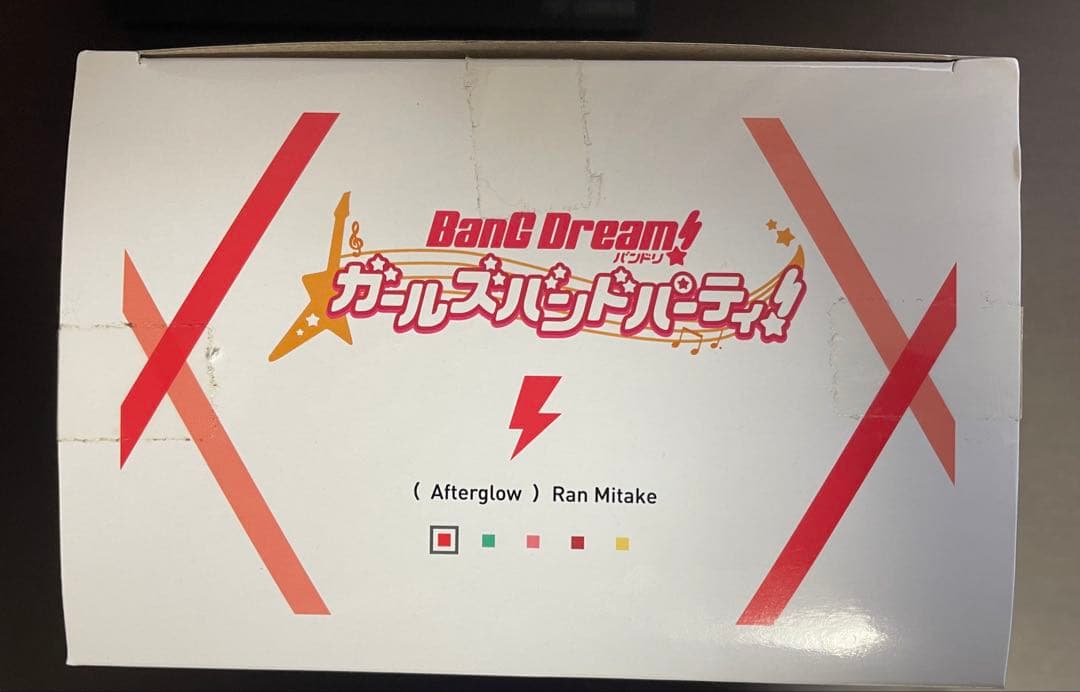 BanG Dream!
バンドリ
ガールズバンドパーティ!
( Afterglow ) Ran Mitake